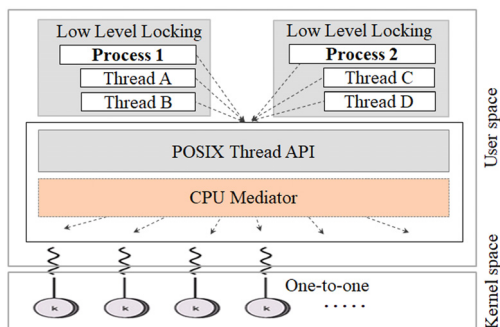 Low Level Locking
Process 1
Thread A
Thread B
Low Level Locking
Process 2
Thread C
Thread D
POSIX Thread API
CPU Mediator
User space
One-to-one
.....
k
k
k
k
Kernel space